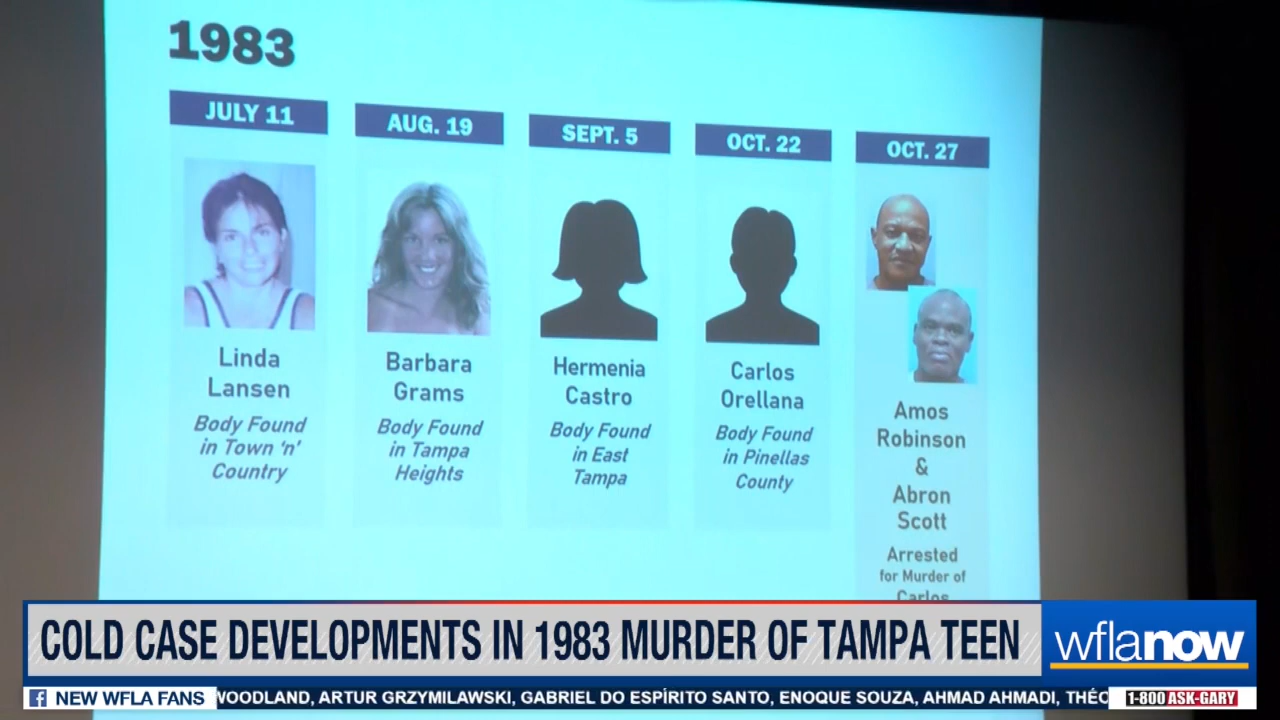 1983
JULY 11
AUG. 19
SEPT. 5
OCT. 22
OCT. 27
Linda
Lansen
Body Found
in Town 'n'
Country
Barbara
Grams
Body Found
in Tampa
Heights
Hermenia
Castro
Body Found
in East
Tampa
Carlos
Orellana
Body Found
in Pinellas
County
Amos
Robinson
&
Abron
Scott
Arrested
for Murder of
Carlos
COLD CASE DEVELOPMENTS IN 1983 MURDER OF TAMPA TEEN
wflanow
NEW WFLA FANS
WOODLAND, ARTUR GRZYMILAWSKI, GABRIEL DO ESPÍRITO SANTO, ENOQUE SOUZA, AHMAD AHMADI, THÉO
1-800 ASK-GARY